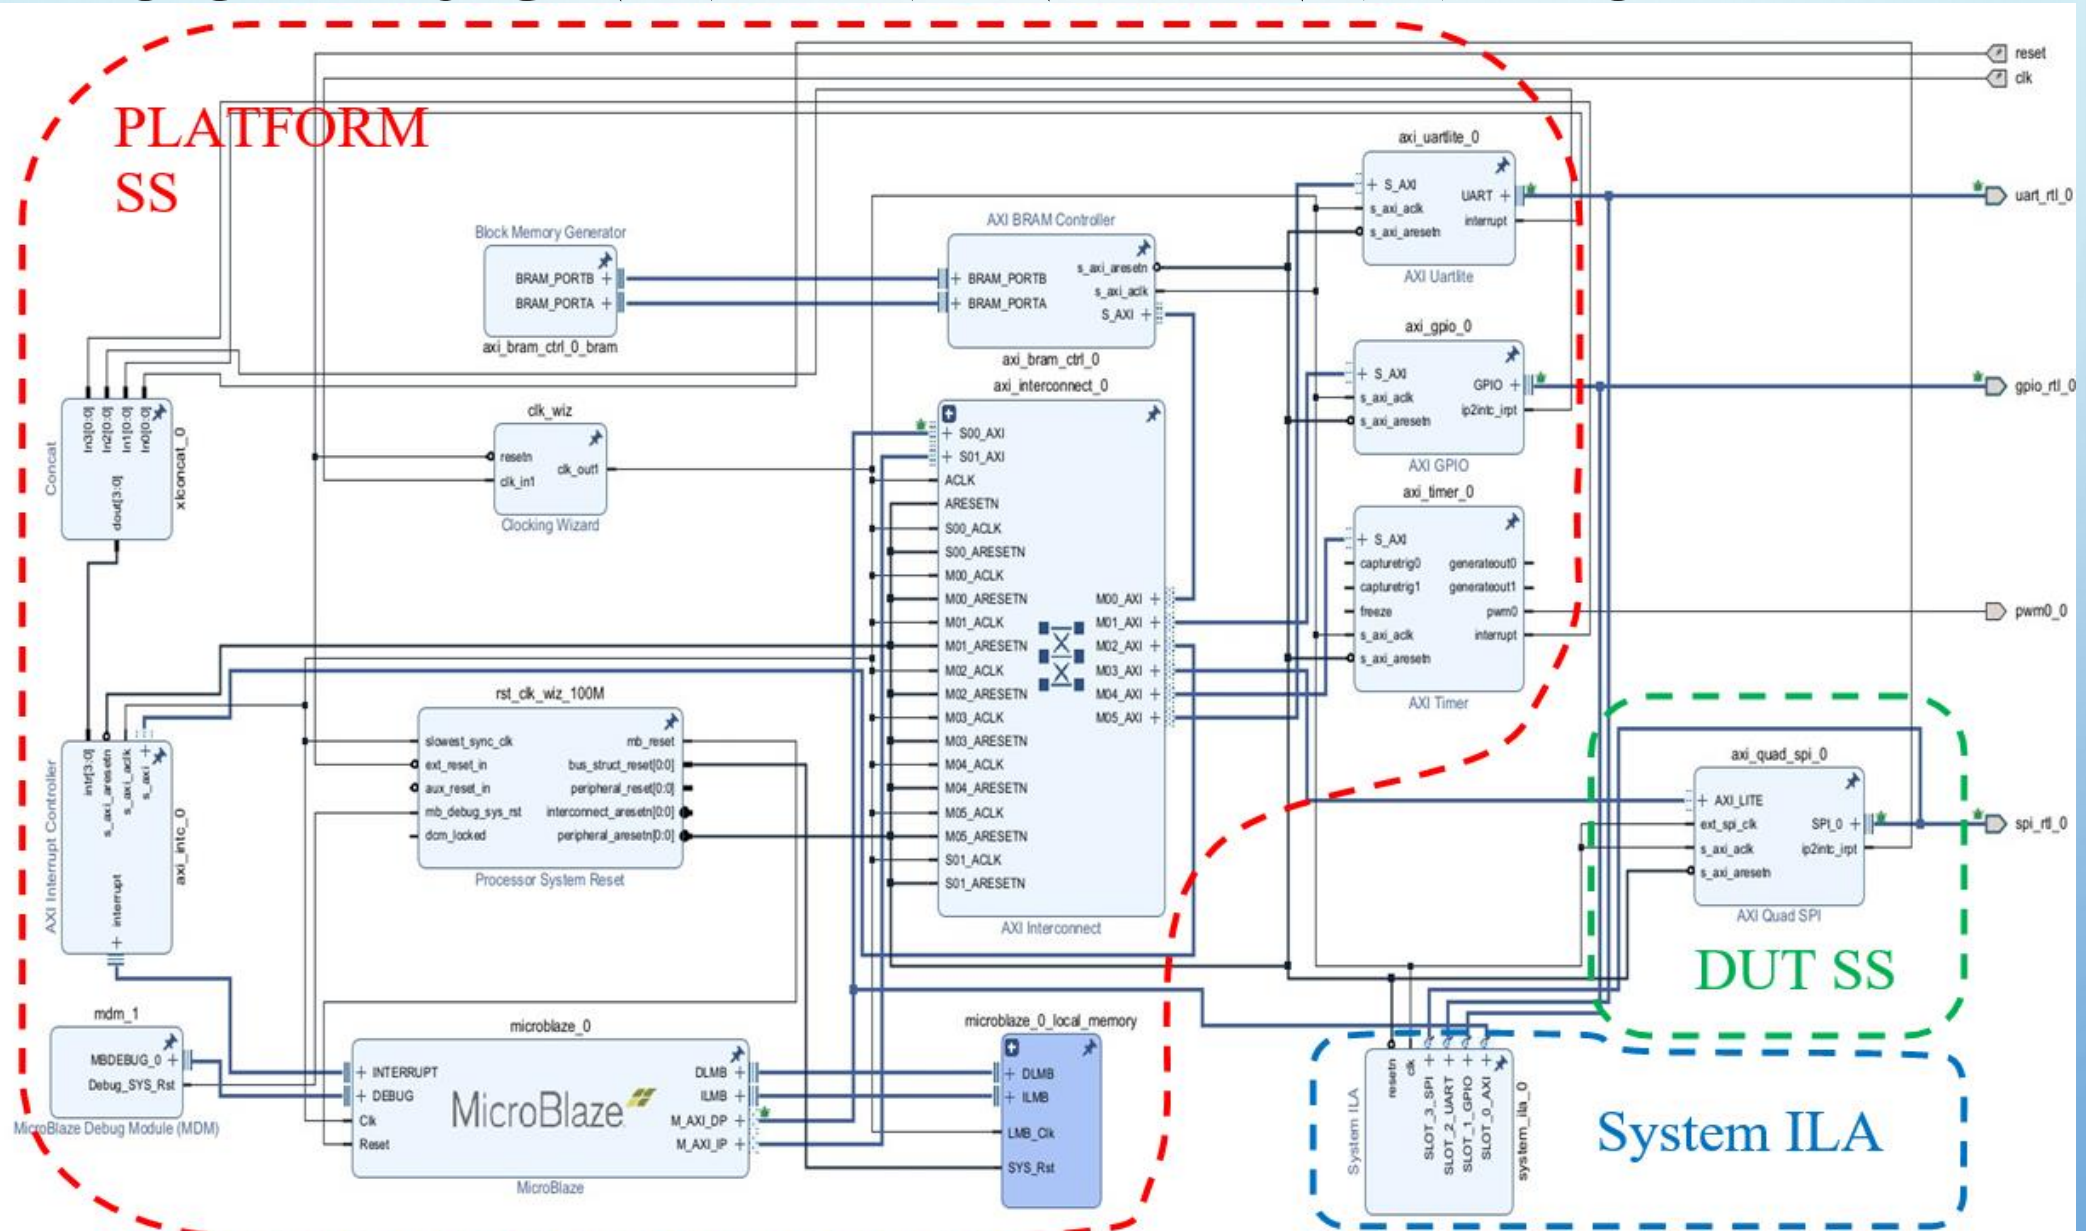 PLATFORM
SS
reset
clk
axi_uartlite_0
S_AXI
s_axi_aclk
s_axi_aresetn
UART
interrupt
AXI Uartlite
uart_rtl_0
Block Memory Generator
BRAM_PORTB
BRAM_PORTA
axi_bram_ctrl_0_bram
AXI BRAM Controller
BRAM_PORTB
BRAM_PORTA
s_axi_aresetn
s_axi_aclk
S_AXI
axi_bram_ctrl_0
axi_gpio_0
S_AXI
s_axi_aclk
s_axi_aresetn
GPIO
ip2intc_irpt
AXI GPIO
gpio_rtl_0
Concat
In3[0:0]
In2[0:0]
In1[0:0]
In0[0:0]
dout[3:0]
xlconcat_0
clk_wiz
resetn
clk_in1
clk_out1
Clocking Wizard
axi_interconnect_0
S00_AXI
S01_AXI
ACLK
ARESETN
S00_ACLK
S00_ARESETN
M00_ACLK
M00_ARESETN
M01_ACLK
M01_ARESETN
M02_ACLK
M02_ARESETN
M03_ACLK
M03_ARESETN
M04_ACLK
M04_ARESETN
M05_ACLK
M05_ARESETN
S01_ACLK
S01_ARESETN
M00_AXI
M01_AXI
M02_AXI
M03_AXI
M04_AXI
M05_AXI
AXI Interconnect
axi_timer_0
S_AXI
capturetrig0
capturetrig1
freeze
s_axi_aclk
s_axi_aresetn
generateout0
generateout1
pwm0
interrupt
AXI Timer
pwm0_0
AXI Interrupt Controller
intr[3:0]
s_axi_aresetn
s_axi_aclk
s_axi
interrupt
axi_intc_0
rst_clk_wiz_100M
slowest_sync_clk
ext_reset_in
aux_reset_in
mb_debug_sys_rst
dcm_locked
mb_reset
bus_struct_reset[0:0]
peripheral_reset[0:0]
interconnect_aresetn[0:0]
peripheral_aresetn[0:0]
Processor System Reset
axi_quad_spi_0
AXI_LITE
ext_spi_clk
s_axi_aclk
s_axi_aresetn
SPI_0
ip2intc_irpt
AXI Quad SPI
spi_rtl_0
DUT SS
mdm_1
MBDEBUG_0
Debug_SYS_Rst
MicroBlaze Debug Module (MDM)
microblaze_0
INTERRUPT
DEBUG
Clk
Reset
MicroBlaze
DLMB
ILMB
M_AXI_DP
M_AXI_IP
MicroBlaze
microblaze_0_local_memory
DLMB
ILMB
LMB_Clk
SYS_Rst
System ILA
resetn
clk
SLOT_3_SPI
SLOT_2_UART
SLOT_1_GPIO
SLOT_0_AXI
system_ila_0
System ILA